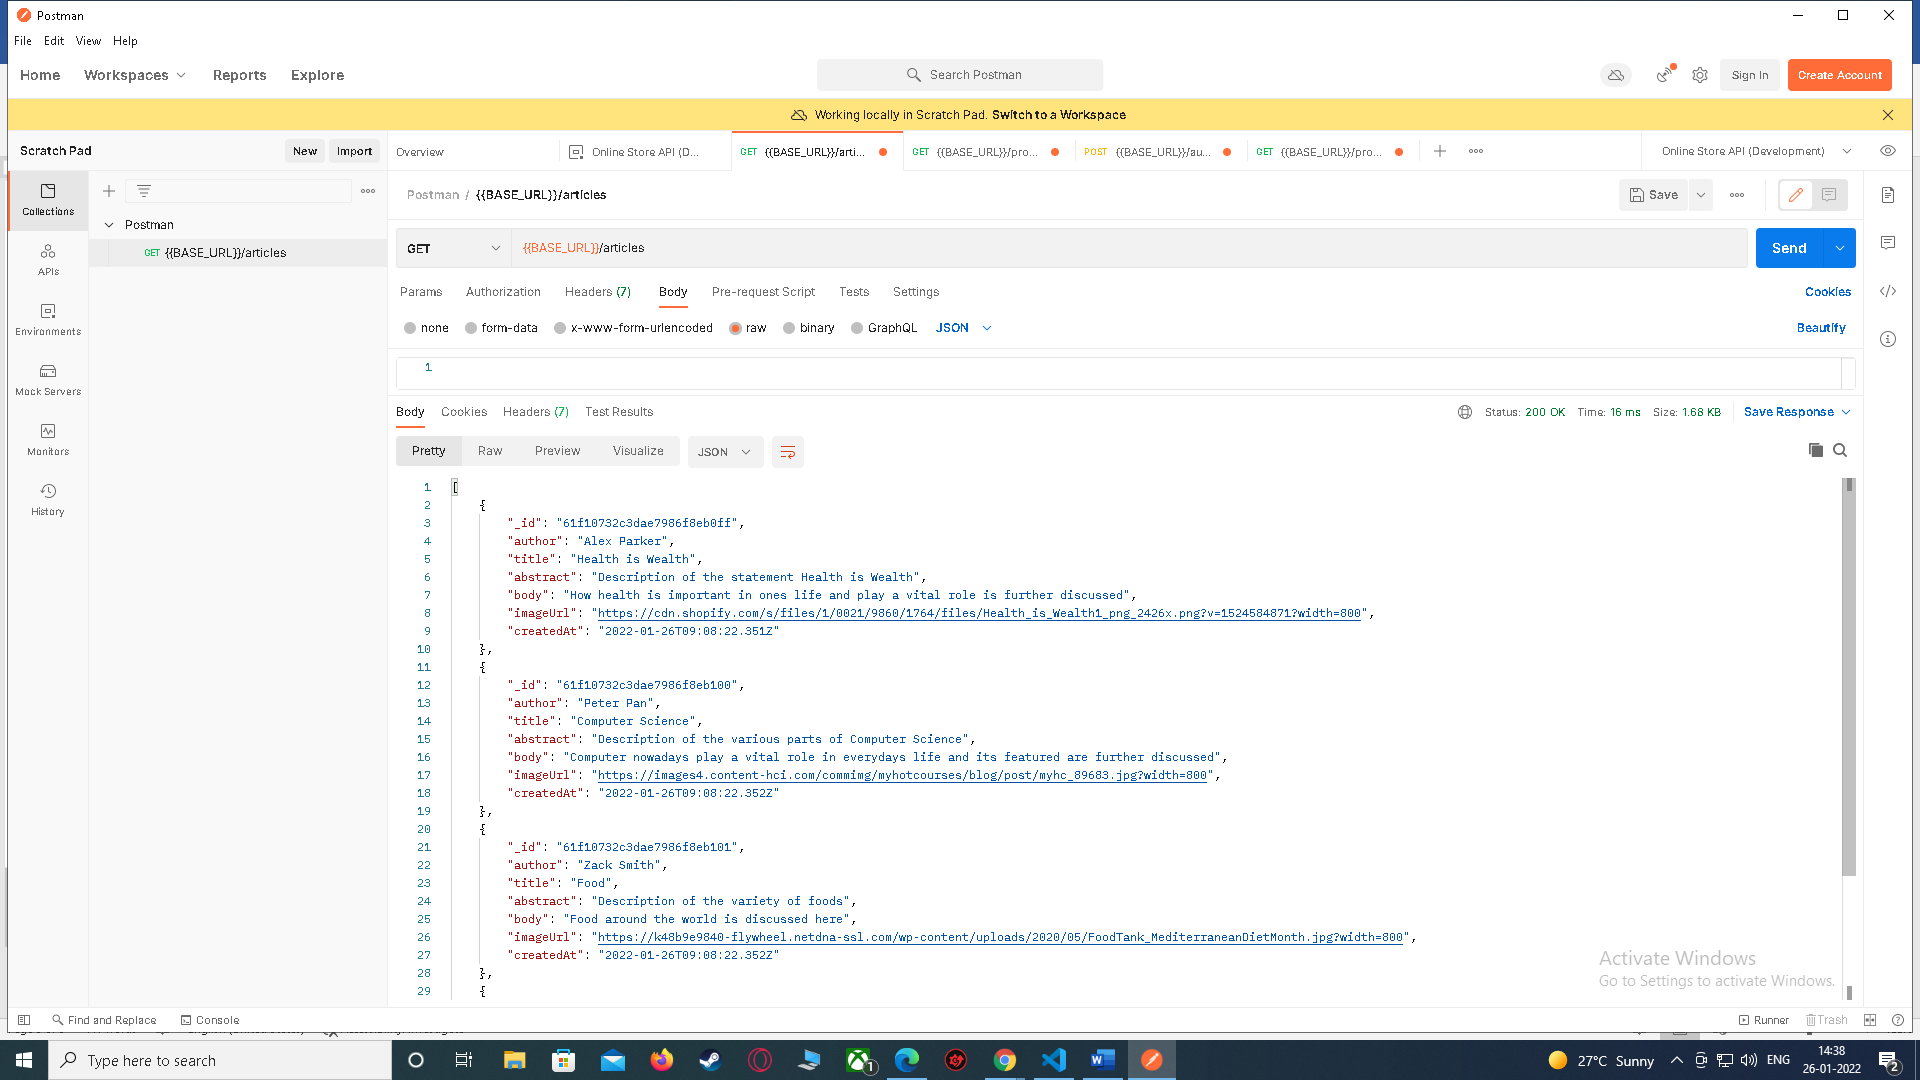 Postman
File Edit View Help
Home Workspaces Reports Explore Search Postman Sign In Create Account
Working locally in Scratch Pad. Switch to a Workspace
Scratch Pad New Import Overview Online Store API (D... GET {{BASE_URL}}/arti... GET {{BASE_URL}}/pro... POST {{BASE_URL}}/au... GET {{BASE_URL}}/pro... Online Store API (Development)
Collections
APIs
Environments
Mock Servers
Monitors
History
Postman
GET {{BASE_URL}}/articles
Postman / {{BASE_URL}}/articles Save
GET {{BASE_URL}}/articles Send
Params Authorization Headers (7) Body Pre-request Script Tests Settings Cookies
none form-data x-www-form-urlencoded raw binary GraphQL JSON Beautify
1
Body Cookies Headers (7) Test Results Status: 200 OK Time: 16 ms Size: 1.68 KB Save Response
Pretty Raw Preview Visualize JSON
1 [
2 {
3 "_id": "61f10732c3dae7986f8eb0ff",
4 "author": "Alex Parker",
5 "title": "Health is Wealth",
6 "abstract": "Description of the statement Health is Wealth",
7 "body": "How health is important in ones life and play a vital role is further discussed",
8 "imageUrl": "https://cdn.shopify.com/s/files/1/0021/9860/1764/files/Health_is_Wealth1_png_2426x.png?v=1524584871?width=800",
9 "createdAt": "2022-01-26T09:08:22.351Z"
10 },
11 {
12 "_id": "61f10732c3dae7986f8eb100",
13 "author": "Peter Pan",
14 "title": "Computer Science",
15 "abstract": "Description of the various parts of Computer Science",
16 "body": "Computer nowadays play a vital role in everydays life and its featured are further discussed",
17 "imageUrl": "https://images4.content-hci.com/commimg/myhotcourses/blog/post/myhc_89683.jpg?width=800",
18 "createdAt": "2022-01-26T09:08:22.352Z"
19 },
20 {
21 "_id": "61f10732c3dae7986f8eb101",
22 "author": "Zack Smith",
23 "title": "Food",
24 "abstract": "Description of the variety of foods",
25 "body": "Food around the world is discussed here",
26 "imageUrl": "https://k48b9e9840-flywheel.netdna-ssl.com/wp-content/uploads/2020/05/FoodTank_MediterraneanDietMonth.jpg?width=800",
27 "createdAt": "2022-01-26T09:08:22.352Z"
28 },
29 {
Activate Windows
Go to Settings to activate Windows.
Find and Replace Console Runner Trash
Type here to search 1 27°C Sunny ENG 14:38
26-01-2022 2